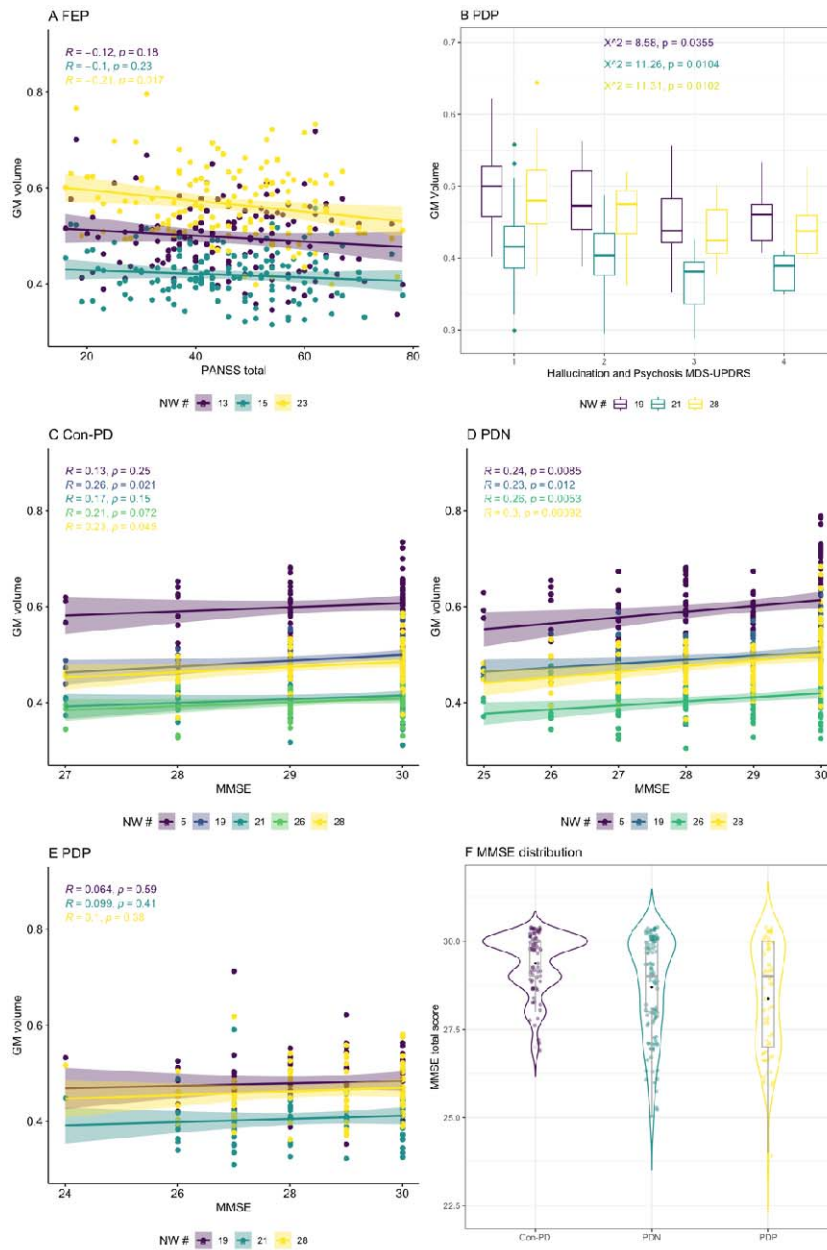 A FEP
R = −0.12, p = 0.18
R = −0.1, p = 0.23
R = −0.21, p = 0.017
0.8
0.6
0.4
GM volume
20
40
60
80
PANSS total
NW # 13 15 23
B PDP
X^2 = 8.58, p = 0.0355
X^2 = 11.26, p = 0.0104
X^2 = 11.31, p = 0.0102
0.7
0.6
0.5
0.4
0.3
GM Volume
1
2
3
4
Hallucination and Psychosis MDS-UPDRS
NW # 19 21 28
C Con-PD
R = 0.13, p = 0.25
R = 0.26, p = 0.021
R = 0.17, p = 0.15
R = 0.21, p = 0.072
0.8
0.6
0.4
GM volume
27
28
29
30
MMSE
NW # 5 19 21 26 28
D PDN
R = 0.24, p = 0.0085
R = 0.23, p = 0.012
R = 0.26, p = 0.0053
0.8
0.6
0.4
GM volume
25
26
27
28
29
30
MMSE
NW # 5 19 26 28
E PDP
R = 0.064, p = 0.59
R = 0.099, p = 0.41
R = 0.1, p = 0.38
0.8
0.6
0.4
GM volume
24
26
28
30
MMSE
NW # 19 21 28
F MMSE distribution
30.0
27.5
25.0
22.5
MMSE total score
Con-PD
PDN
PDP